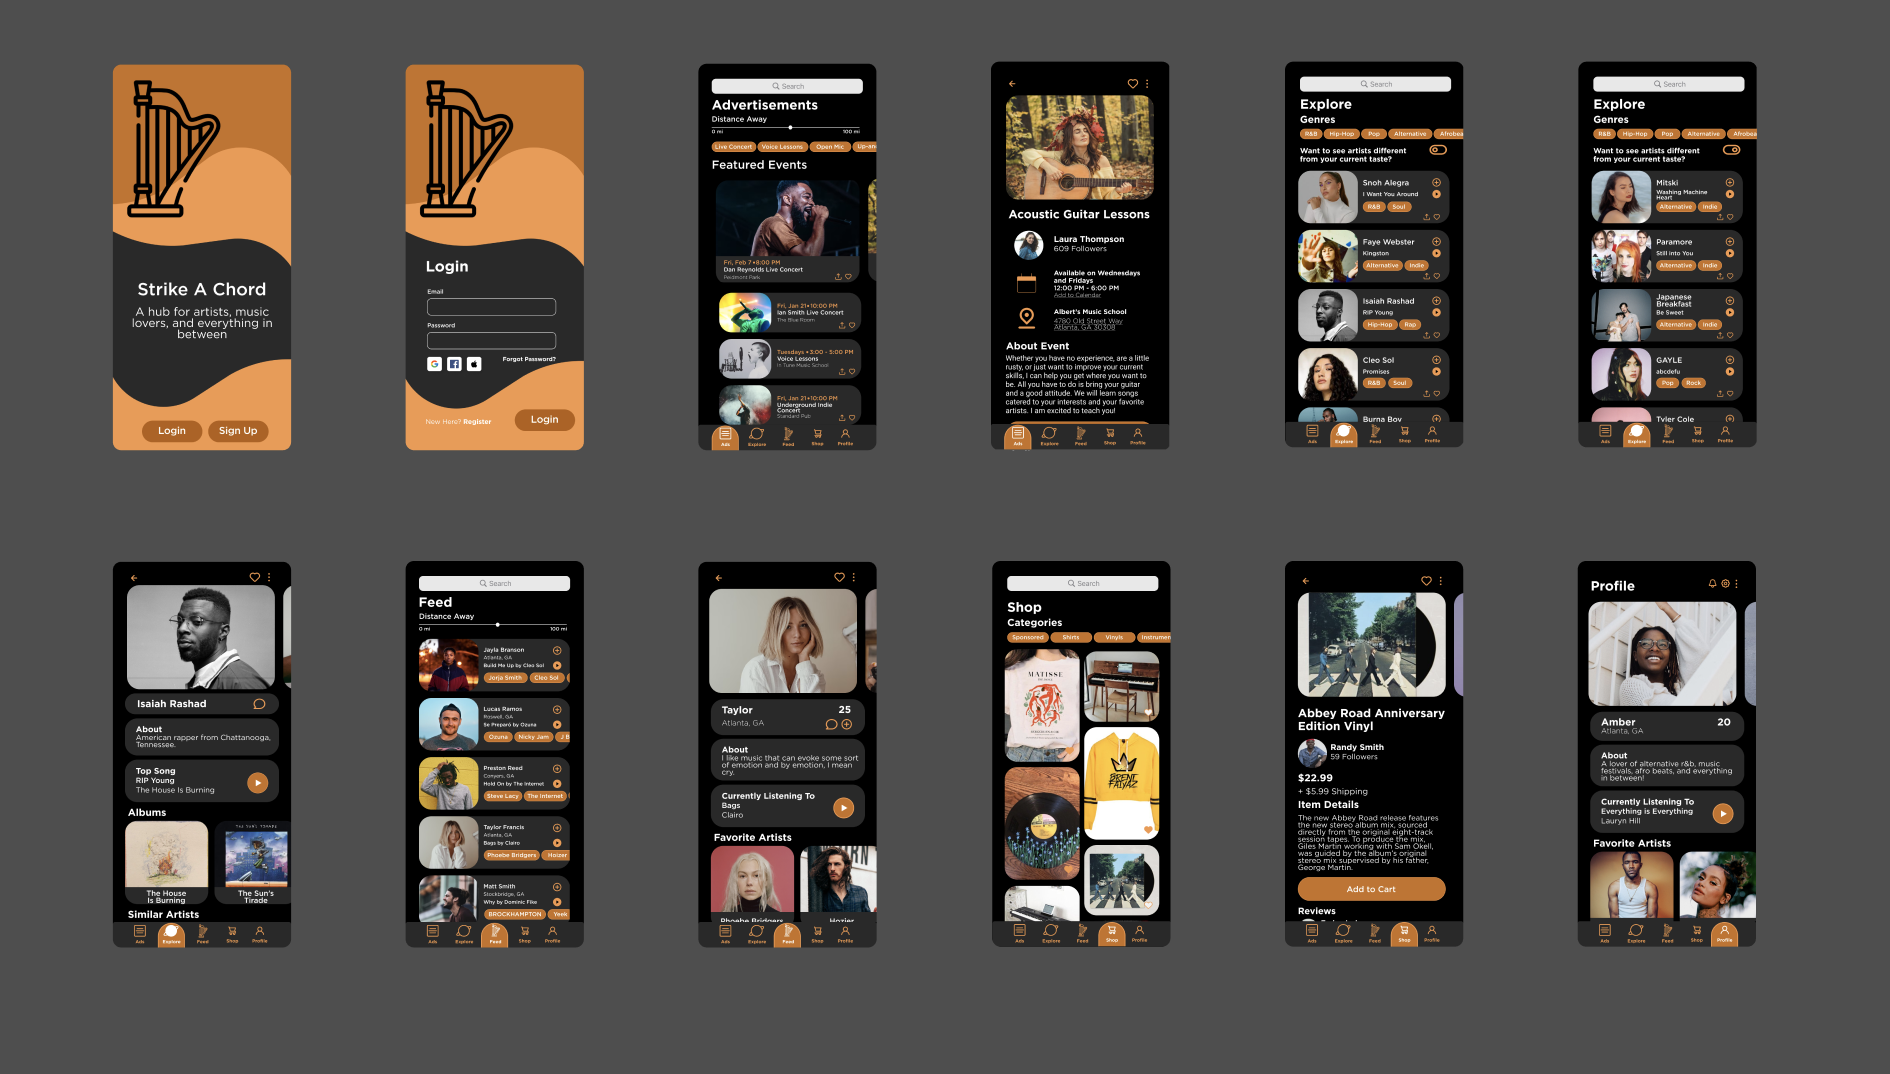 Strike A Chord
A hub for artists, music
lovers, and everything in
between
Login
Sign Up
Login
Email
Password
Forgot Password?
New Here? Register
Login
Search
Advertisements
Distance Away
0 mi
100 mi
Live Concert
Voice Lessons
Open Mic
Up-an
Featured Events
Fri, Feb 7•8:00 PM
Dan Reynolds Live Concert
Piedmont Park
Fri, Jan 21•10:00 PM
Ian Smith Live Concert
The Blue Room
Tuesdays •3:00 - 5:00 PM
Voice Lessons
In Tune Music School
Fri, Jan 21•10:00 PM
Underground Indie
Concert
Standard Pub
Ads
Explore
Feed
Shop
Profile
Acoustic Guitar Lessons
Laura Thompson
609 Followers
Available on Wednesdays
and Fridays
12:00 PM - 6:00 PM
Add to Calender
Albert's Music School
4780 Old Street Way
Atlanta, GA 30308
About Event
Whether you have no experience, are a little
rusty, or just want to improve your current
skills, I can help you get where you want to
be. All you have to do is bring your guitar
and a good attitude. We will learn songs
catered to your interests and your favorite
artists. I am excited to teach you!
Ads
Explore
Feed
Shop
Profile
Search
Explore
Genres
R&B
Hip-Hop
Pop
Alternative
Afrobea
Want to see artists different
from your current taste?
Snoh Alegra
I Want You Around
R&B
Soul
Faye Webster
Kingston
Alternative
Indie
Isaiah Rashad
RIP Young
Hip-Hop
Rap
Cleo Sol
Promises
R&B
Soul
Burna Boy
Ads
Explore
Feed
Shop
Profile
Search
Explore
Genres
R&B
Hip-Hop
Pop
Alternative
Afrobea
Want to see artists different
from your current taste?
Mitski
Washing Machine
Heart
Alternative
Indie
Paramore
Still Into You
Alternative
Indie
Japanese
Breakfast
Be Sweet
Alternative
Indie
GAYLE
abcdefu
Pop
Rock
Tyler Cole
Ads
Explore
Feed
Shop
Profile
Isaiah Rashad
About
American rapper from Chattanooga,
Tennessee.
Top Song
RIP Young
The House Is Burning
Albums
The House
Is Burning
The Sun's
Tirade
Similar Artists
Ads
Explore
Feed
Shop
Profile
Search
Feed
Distance Away
0 mi
100 mi
Jayla Branson
Atlanta, GA
Build Me Up by Cleo Sol
Jorja Smith
Cleo Sol
Lucas Ramos
Roswell, GA
Se Preparó by Ozuna
Ozuna
Nicky Jam
J B
Preston Reed
Conyers, GA
Hold On by The Internet
Steve Lacy
The Internet
Taylor Francis
Atlanta, GA
Bags by Clairo
Phoebe Bridgers
Hoizer
Matt Smith
Stockbridge, GA
Why by Dominic Fike
BROCKHAMPTON
Yeek
Ads
Explore
Feed
Shop
Profile
Taylor
25
Atlanta, GA
About
I like music that can evoke some sort
of emotion and by emotion, I mean
cry.
Currently Listening To
Bags
Clairo
Favorite Artists
Phoebe Bridgers
Hozier
Ads
Explore
Feed
Shop
Profile
Search
Shop
Categories
Sponsored
Shirts
Vinyls
Instrumen
MATISSE
BRENT
FAIYAZ
Ads
Explore
Feed
Shop
Profile
Abbey Road Anniversary
Edition Vinyl
Randy Smith
59 Followers
$22.99
+ $5.99 Shipping
Item Details
The new Abbey Road release features
the new stereo album mix, sourced
directly from the original eight-track
session tapes. To produce the mix,
Giles Martin working with Sam Okell,
was guided by the album's original
stereo mix supervised by his father,
George Martin.
Add to Cart
Reviews
Ads
Explore
Feed
Shop
Profile
Profile
Amber
20
Atlanta, GA
About
A lover of alternative r&b, music
festivals, afro beats, and everything
in between!
Currently Listening To
Everything is Everything
Lauryn Hill
Favorite Artists
Ads
Explore
Feed
Shop
Profile